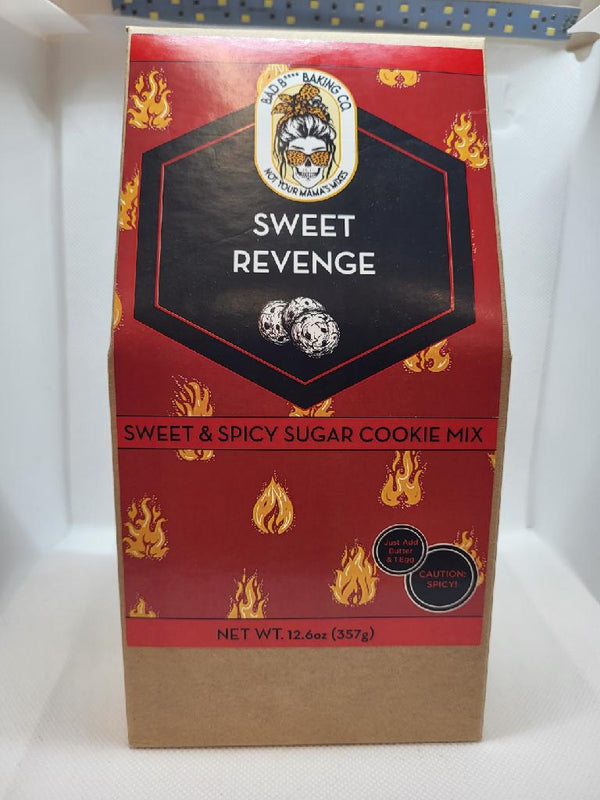 BAD B**** BAKING CO.
NOT YOUR MAMA'S MIXES
SWEET
REVENGE
SWEET & SPICY SUGAR COOKIE MIX
Just Add
Butter
& 1 Egg
CAUTION:
SPICY!
NET WT. 12.6oz (357g)